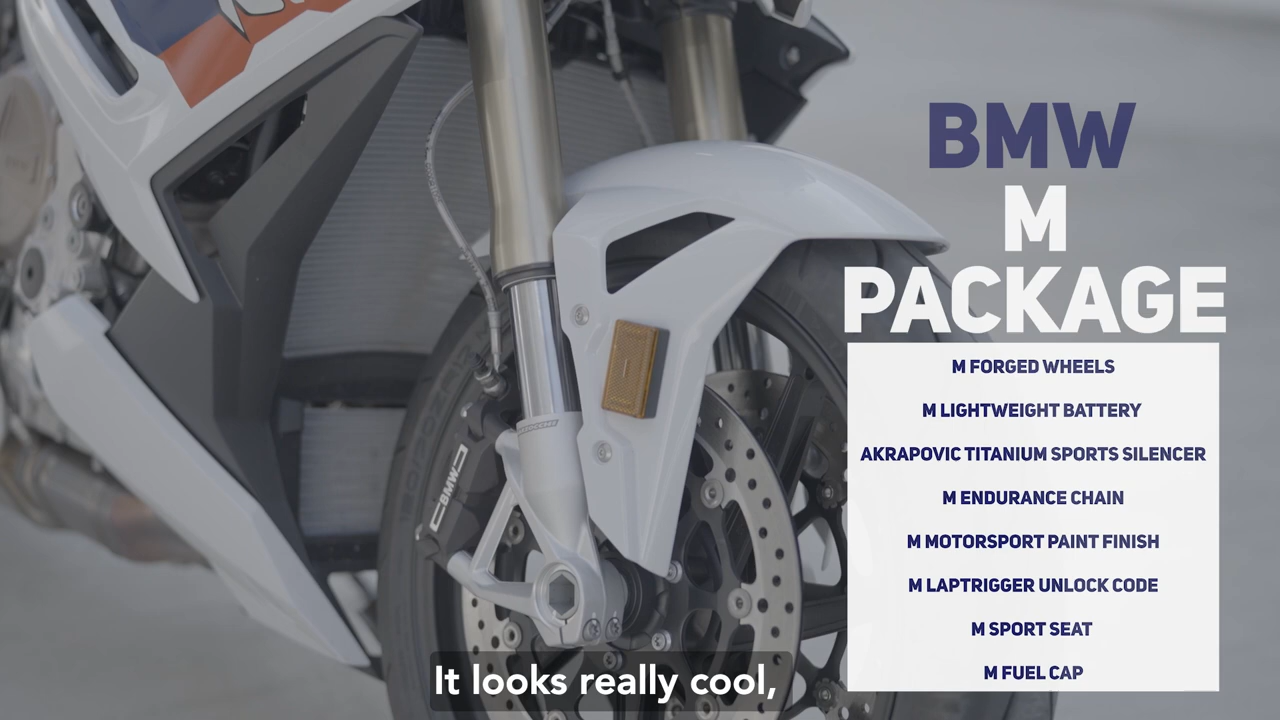 BMW
M
PACKAGE
M FORGED WHEELS
M LIGHTWEIGHT BATTERY
AKRAPOVIC TITANIUM SPORTS SILENCER
M ENDURANCE CHAIN
M MOTORSPORT PAINT FINISH
M LAPTRIGGER UNLOCK CODE
M SPORT SEAT
M FUEL CAP
BMW
It looks really cool,